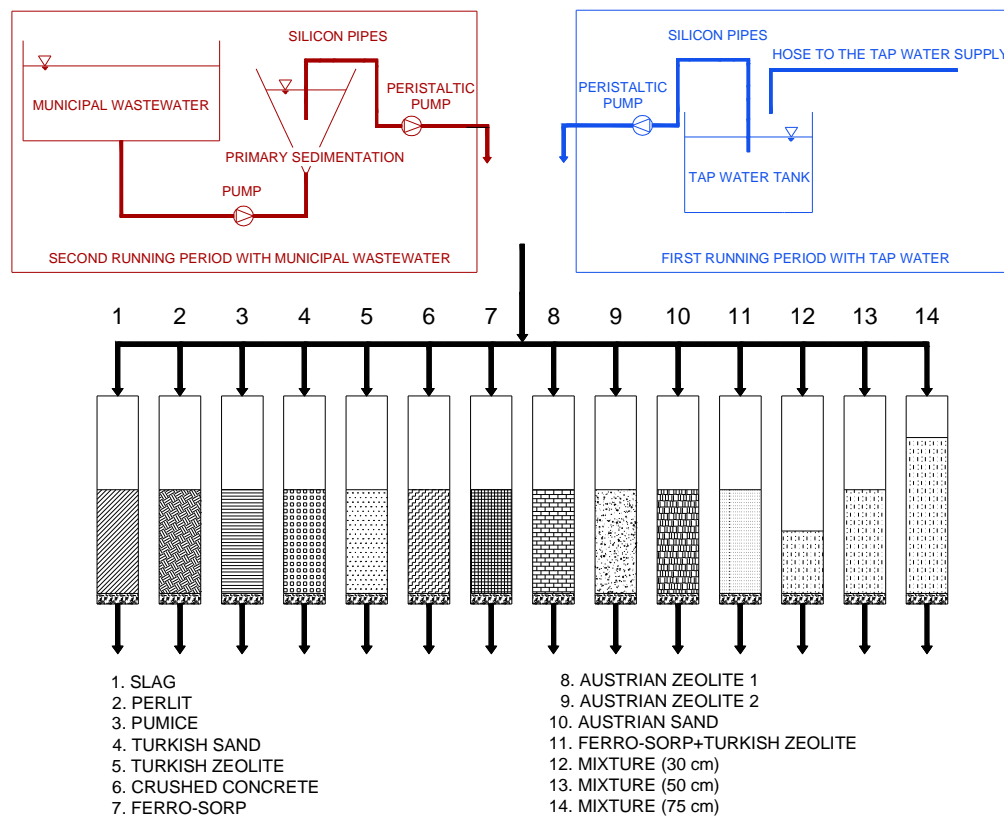 SILICON PIPES
MUNICIPAL WASTEWATER
PERISTALTIC
PUMP
PRIMARY SEDIMENTATION
PUMP
SECOND RUNNING PERIOD WITH MUNICIPAL WASTEWATER
SILICON PIPES
HOSE TO THE TAP WATER SUPPLY
PERISTALTIC
PUMP
TAP WATER TANK
FIRST RUNNING PERIOD WITH TAP WATER
1 2 3 4 5 6 7 8 9 10 11 12 13 14
1. SLAG
2. PERLIT
3. PUMICE
4. TURKISH SAND
5. TURKISH ZEOLITE
6. CRUSHED CONCRETE
7. FERRO-SORP
8. AUSTRIAN ZEOLITE 1
9. AUSTRIAN ZEOLITE 2
10. AUSTRIAN SAND
11. FERRO-SORP+TURKISH ZEOLITE
12. MIXTURE (30 cm)
13. MIXTURE (50 cm)
14. MIXTURE (75 cm)